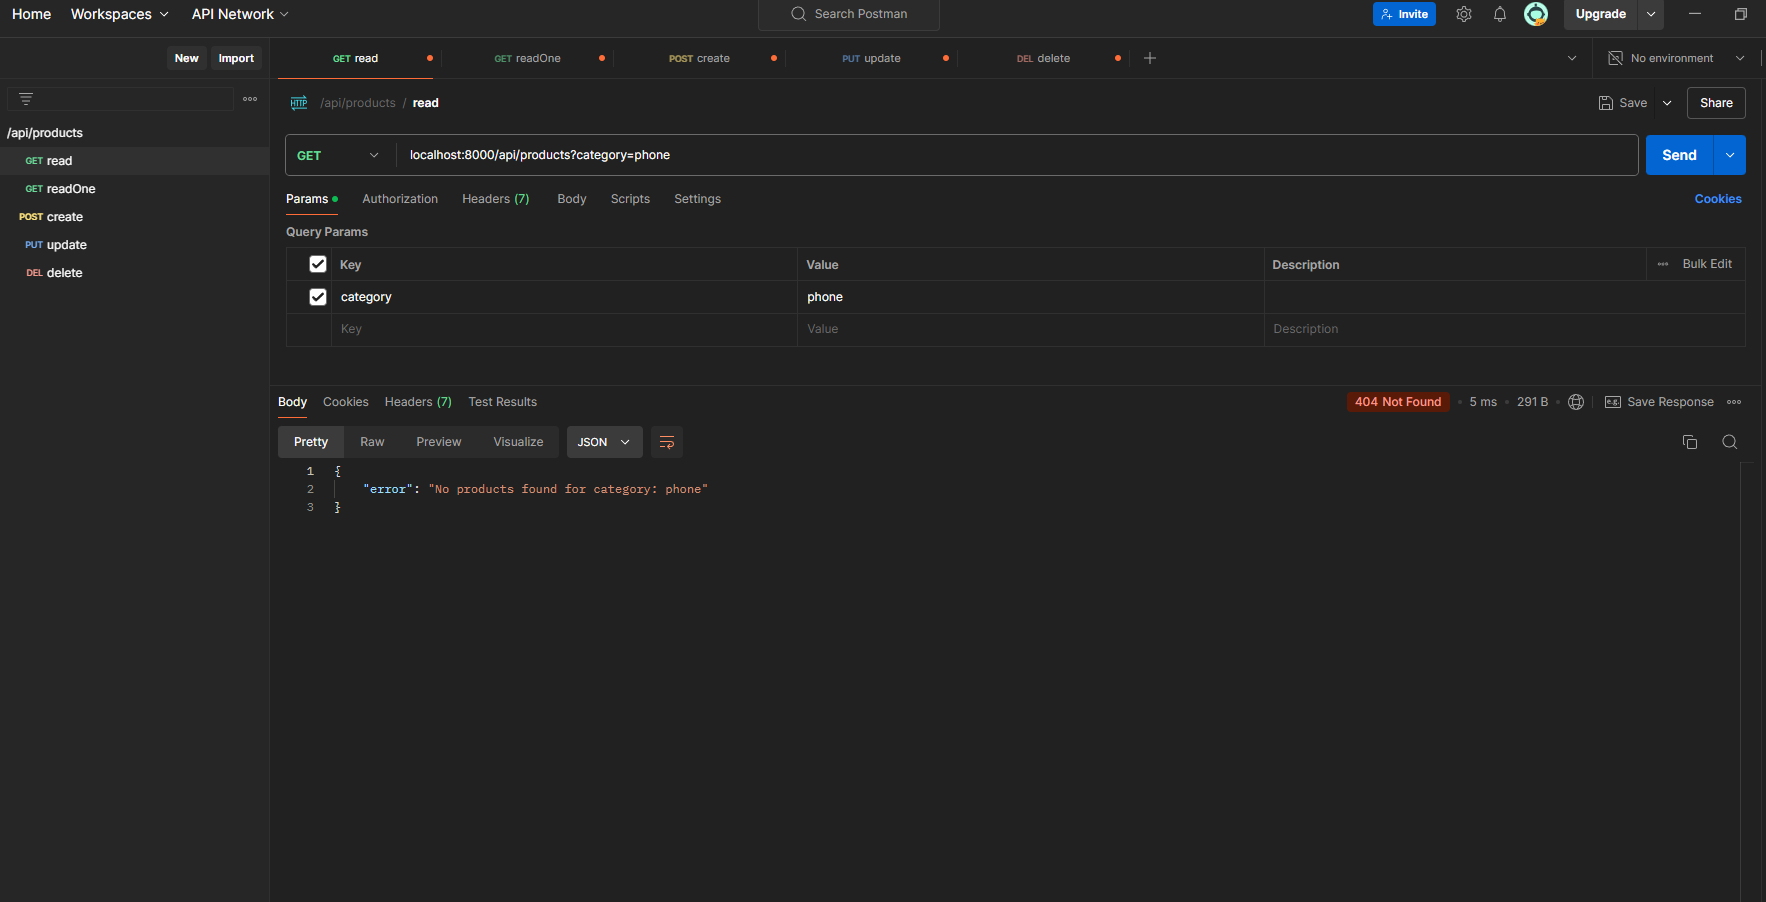 Home Workspaces API Network Search Postman Invite Upgrade
New Import GET read GET readOne POST create PUT update DEL delete No environment
HTTP /api/products / read Save Share
/api/products
GET read
GET readOne
POST create
PUT update
DEL delete
GET localhost:8000/api/products?category=phone Send
Params Authorization Headers (7) Body Scripts Settings Cookies
Query Params
Key Value Description Bulk Edit
category phone
Key Value Description
Body Cookies Headers (7) Test Results 404 Not Found 5 ms 291 B e.g. Save Response
Pretty Raw Preview Visualize JSON
1 {
2 "error": "No products found for category: phone"
3 }